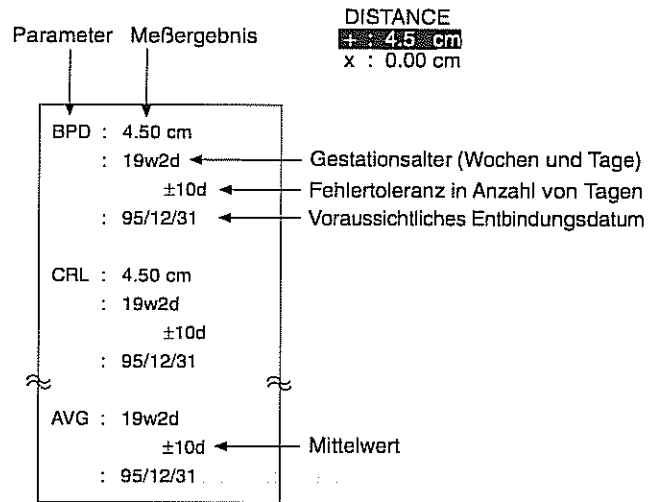 DISTANCE
+ : 4.5 cm
x : 0.00 cm
Parameter Meßergebnis
BPD : 4.50 cm
: 19w2d Gestationsalter (Wochen und Tage)
±10d Fehlertoleranz in Anzahl von Tagen
: 95/12/31 Voraussichtliches Entbindungsdatum
CRL : 4.50 cm
: 19w2d
±10d
: 95/12/31
AVG : 19w2d
±10d Mittelwert
: 95/12/31